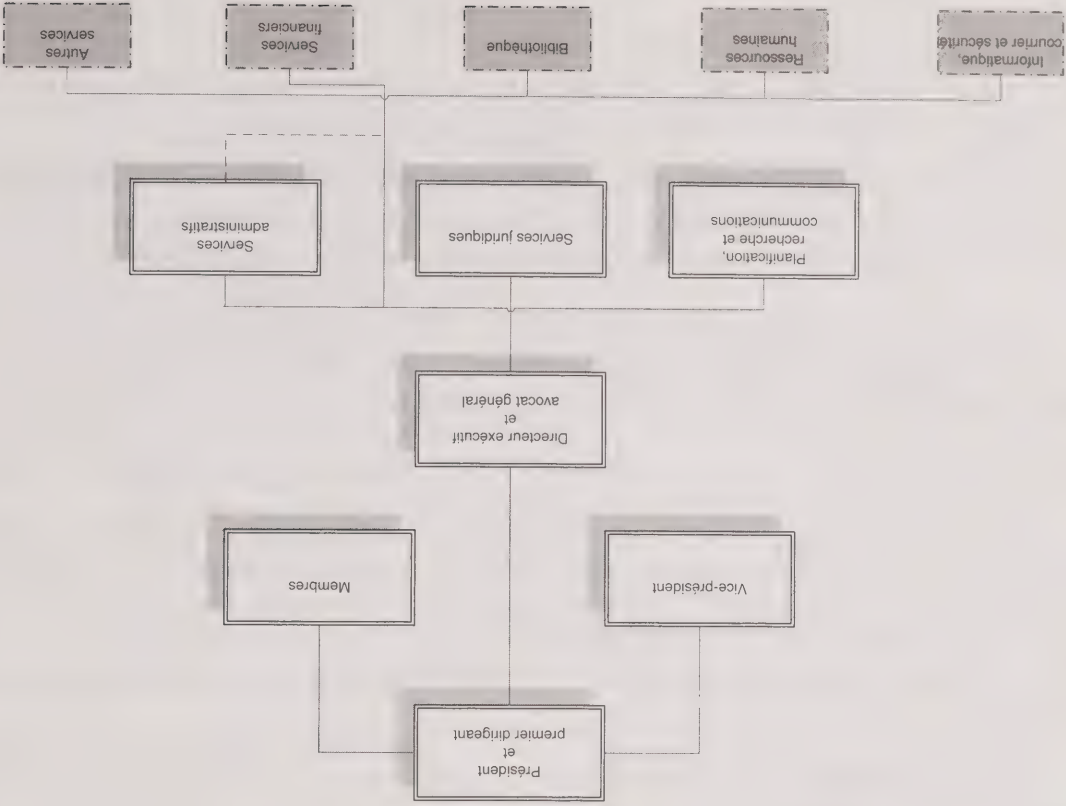 Président
et
premier dirigeant
Vice-président
Membres
Directeur exécutif
et
avocat général
Planification,
recherche et
communications
Services juridiques
Services
administratifs
Informatique,
courrier et sécurité
Ressources
humaines
Bibliothèque
Services
financiers
Autres
services